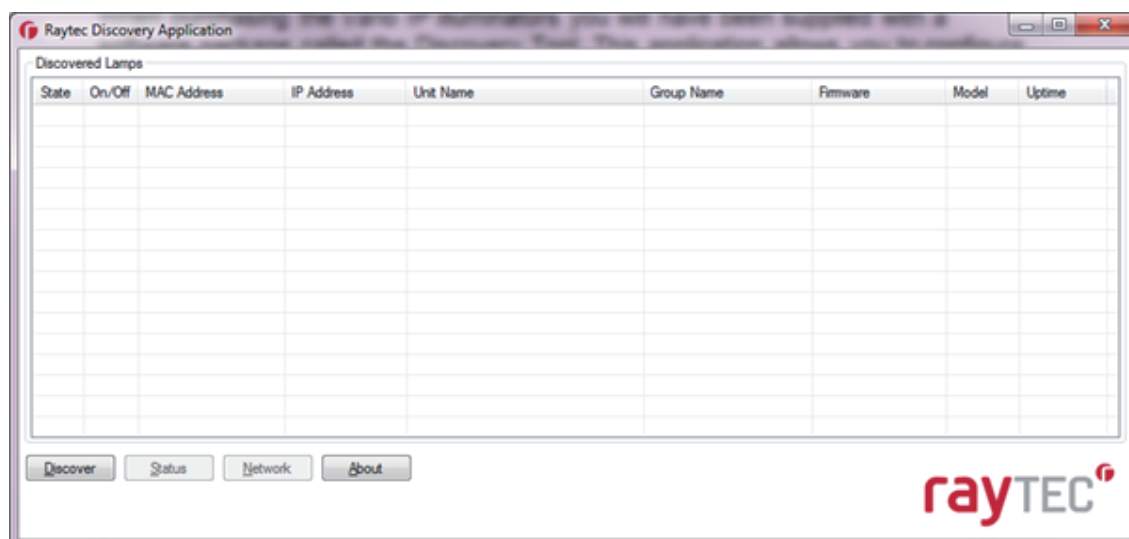 Raytec Discovery Application
Discovered Lamps
State On/Off MAC Address IP Address Unit Name Group Name Firmware Model Uptime
Discover Status Network About
rayTEC